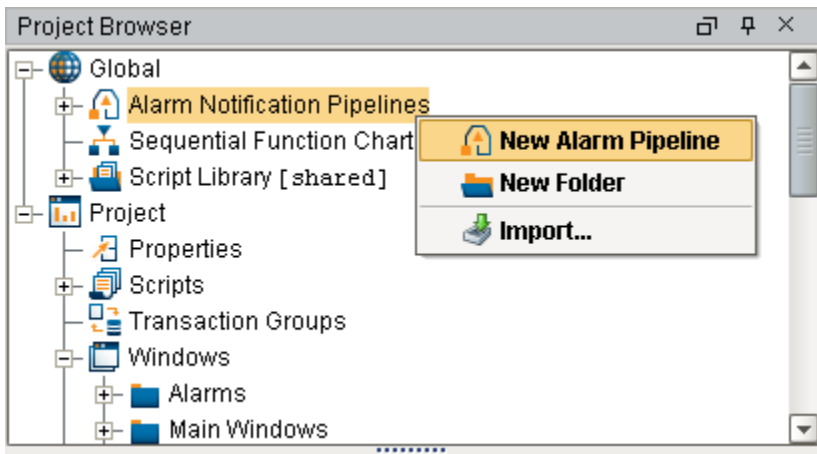 Project Browser
Global
Alarm Notification Pipelines
Sequential Function Chart
New Alarm Pipeline
Script Library [shared]
New Folder
Project
Import...
Properties
Scripts
Transaction Groups
Windows
Alarms
Main Windows